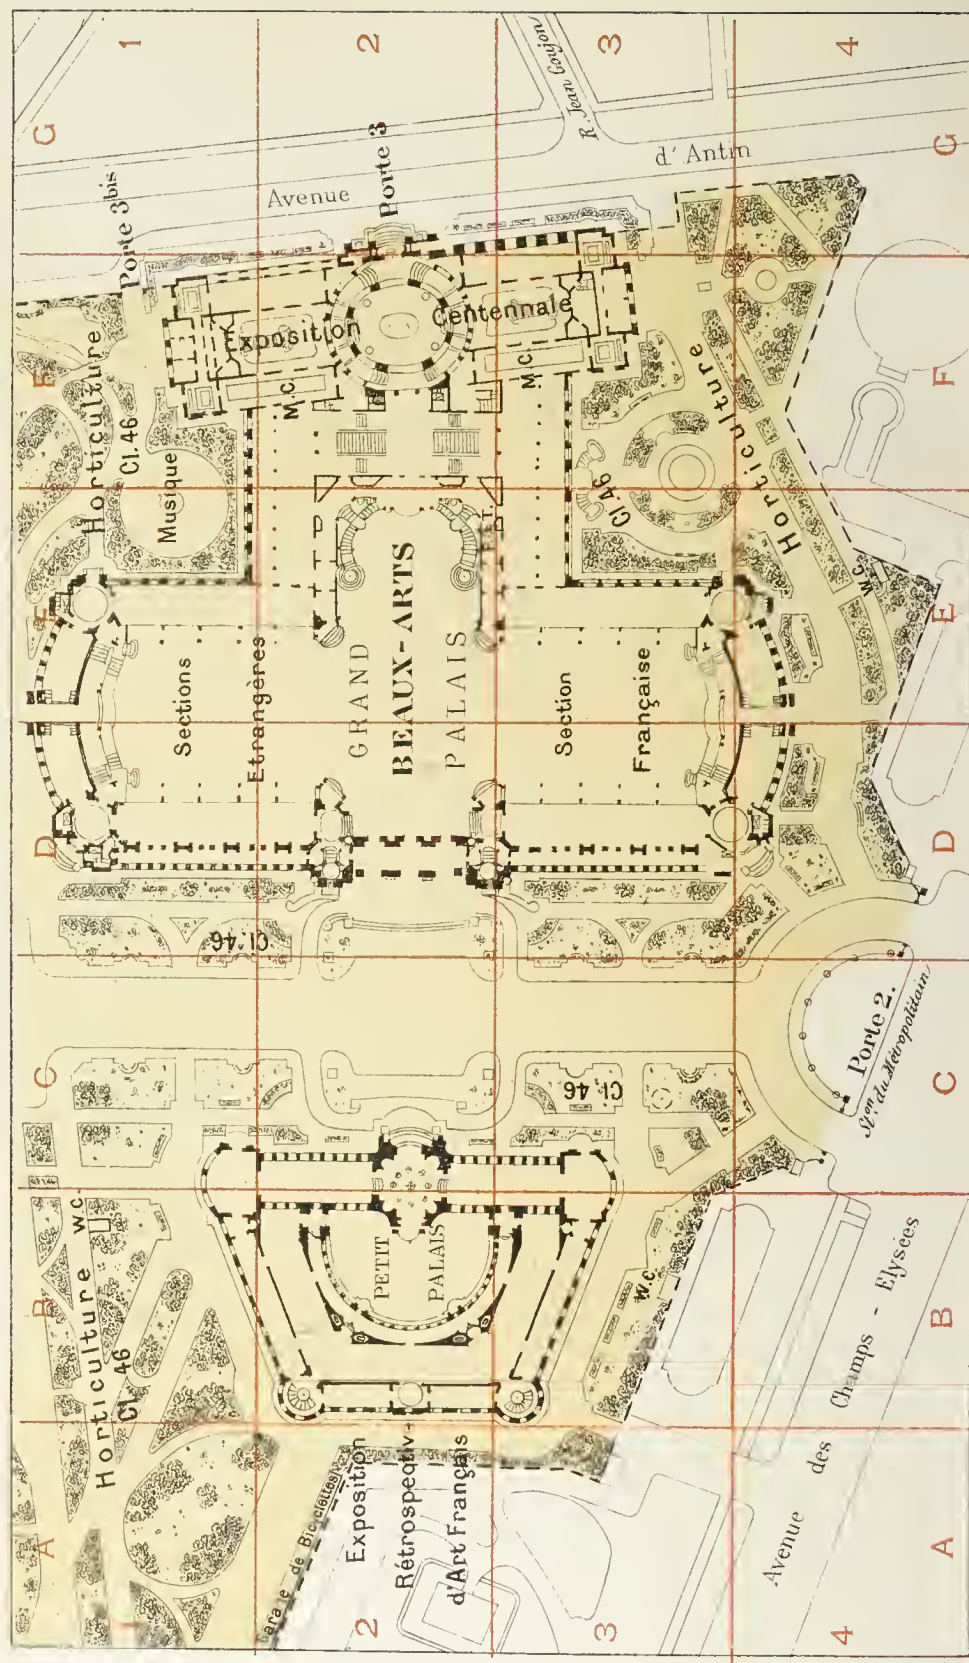 1
2
3
4
G
G
R. Jean Goujon
d' Antin
Avenue
Porte 3
Porte 3 bis
F
F
Horticulture
Cl. 46
Musique
Exposition
Centennale
M.C.
M.C.
Horticulture
Cl. 46
W.C.
E
E
Sections
Etrangères
GRAND
BEAUX-ARTS
PALAIS
Section
Française
D
D
Cl. 46
C
C
Cl. 46
Porte 2.
Stion du Métropolitain
B
B
Horticulture
Cl. 46
W.C.
PETIT
PALAIS
W.C.
Avenue des Champs - Elysées
A
A
Garage de Bicyclettes
Exposition
Rétrospective
d'Art Français
1
2
3
4